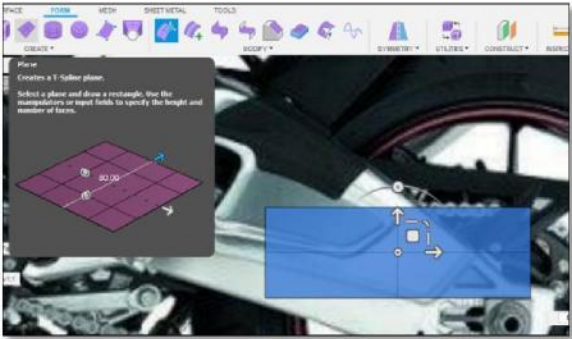 FORM MESH SHEET METAL TOOLS
CREATE MODIFY SYMMETRY UTILITIES CONSTRUCT
Plane
Creates a T-Spline plane.
Select a plane and draw a rectangle. Use the
manipulators or input fields to specify the height and
number of faces.
80.00